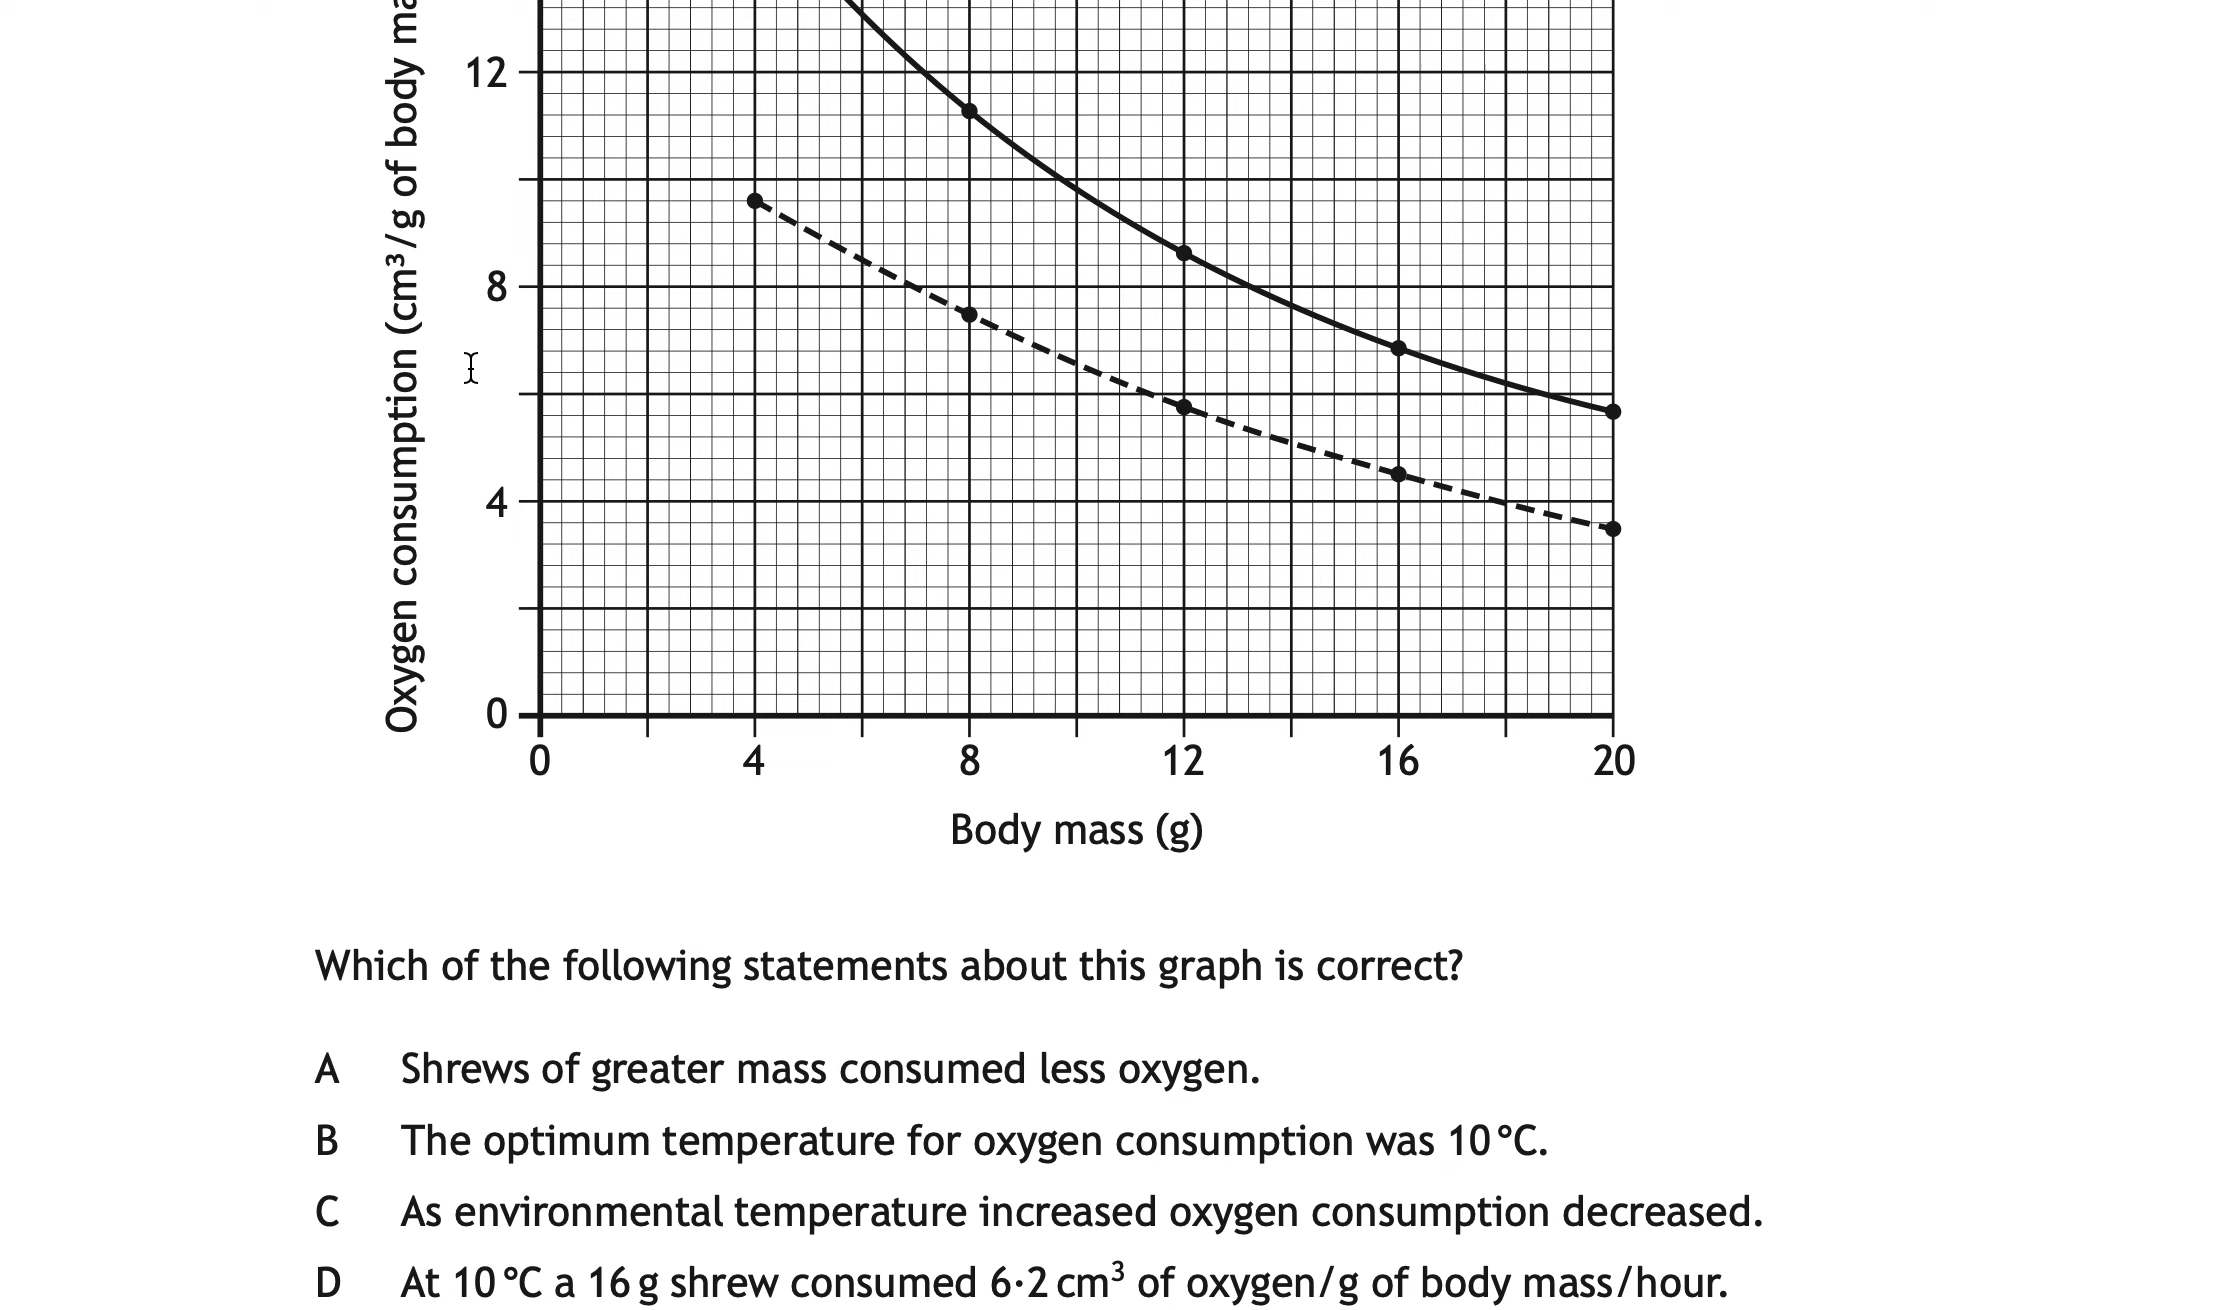 Oxygen consumption (cm³/g of body
12
8
4
0
0 4 8 12 16 20
Body mass (g)
Which of the following statements about this graph is correct?
A Shrews of greater mass consumed less oxygen.
B The optimum temperature for oxygen consumption was 10 °C.
C As environmental temperature increased oxygen consumption decreased.
D At 10 °C a 16 g shrew consumed 6·2 cm³ of oxygen/g of body mass/hour.